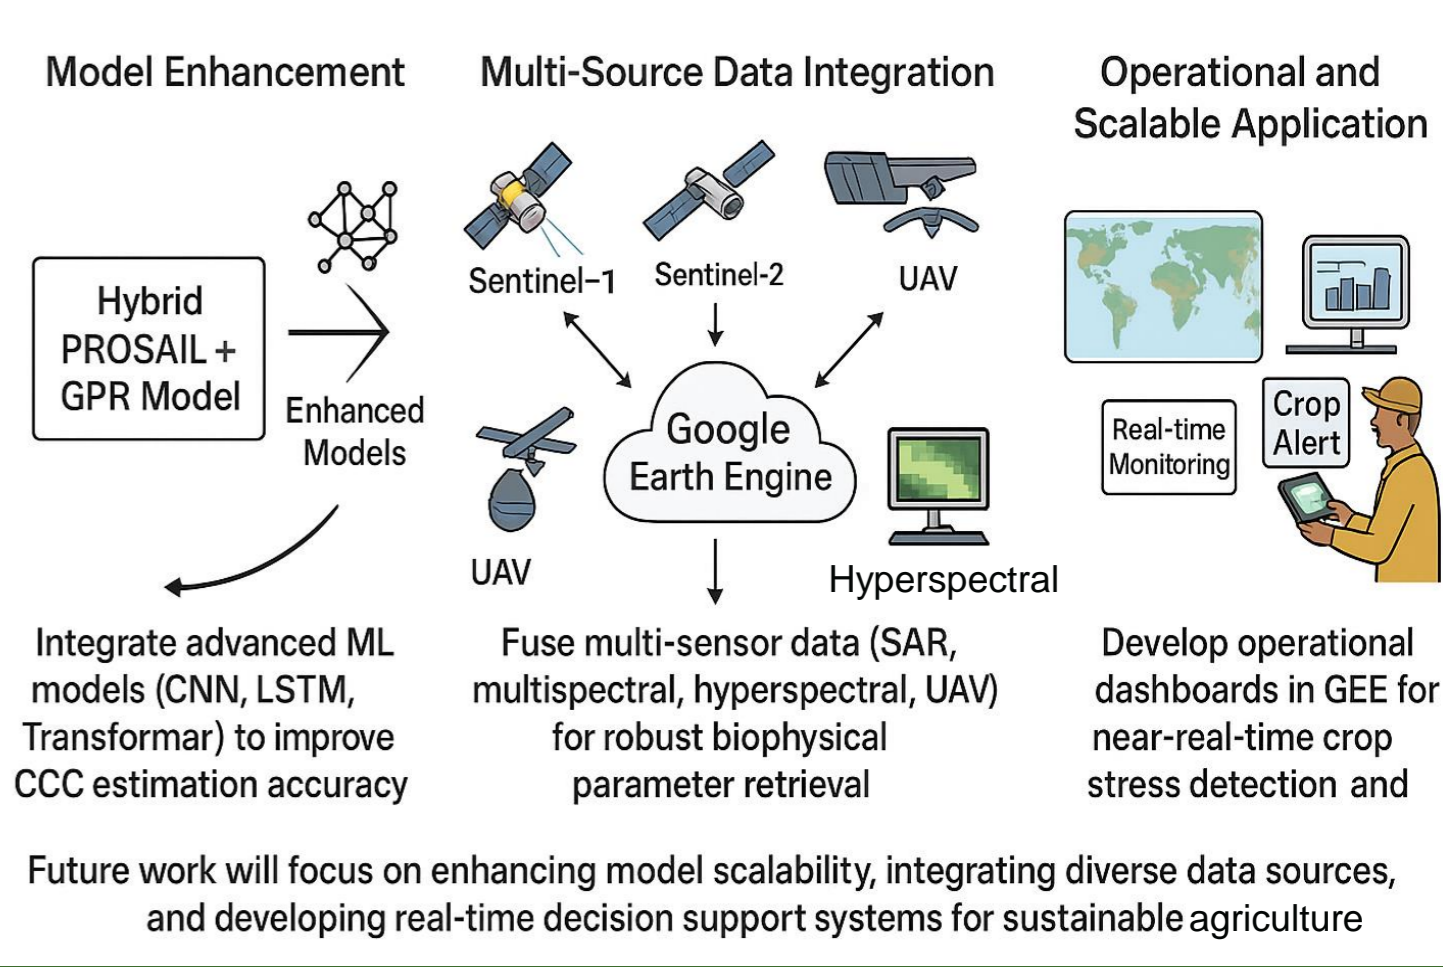 Model Enhancement
Hybrid
PROSAIL +
GPR Model
Enhanced
Models
Integrate advanced ML
models (CNN, LSTM,
Transformar) to improve
CCC estimation accuracy
Multi-Source Data Integration
Sentinel-1
Sentinel-2
UAV
Google
Earth Engine
UAV
Hyperspectral
Fuse multi-sensor data (SAR,
multispectral, hyperspectral, UAV)
for robust biophysical
parameter retrieval
Operational and
Scalable Application
Real-time
Monitoring
Crop
Alert
Develop operational
dashboards in GEE for
near-real-time crop
stress detection and
Future work will focus on enhancing model scalability, integrating diverse data sources,
and developing real-time decision support systems for sustainable agriculture